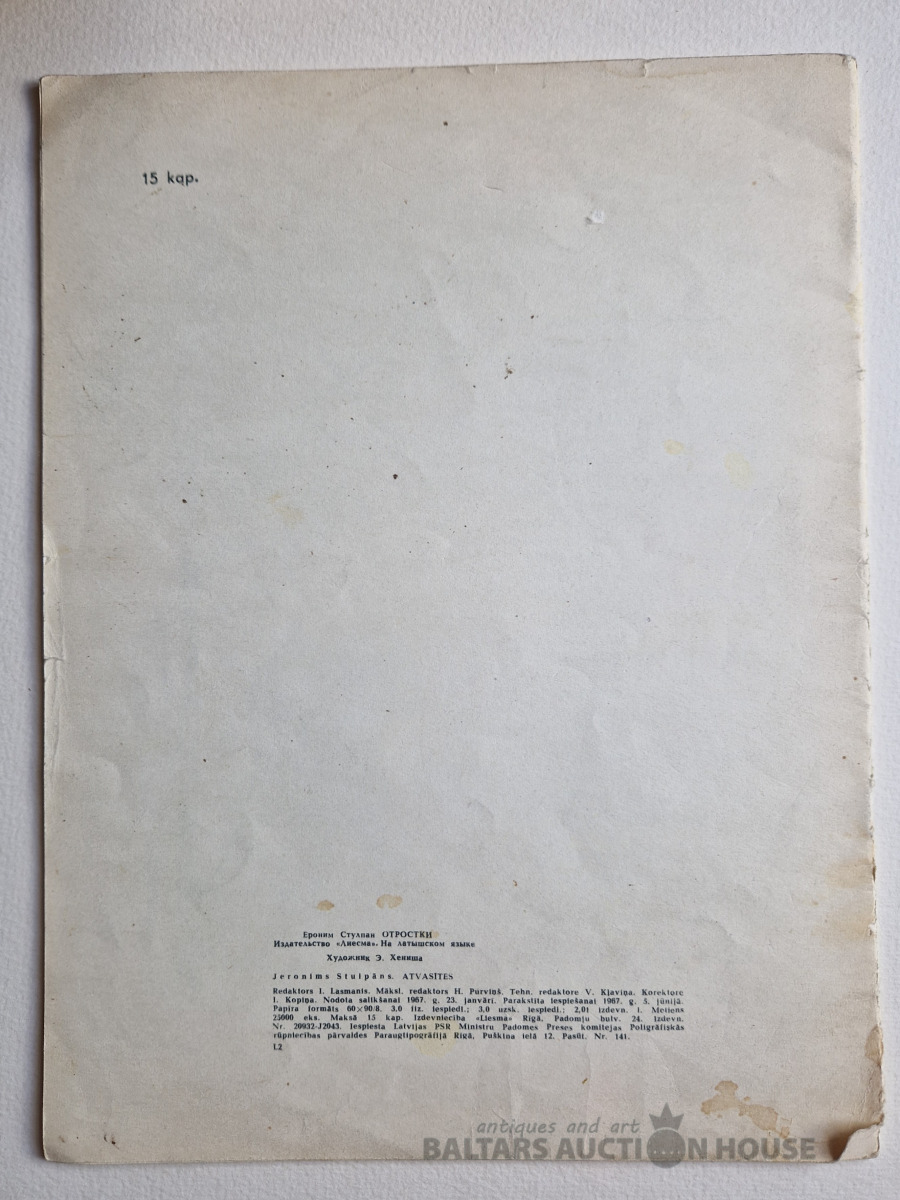 15 kap.
Ероним Стулпан ОТРОСТКИ
Издательство «Лиесма». На латышском языке
Художник Э. Хениша
Jeronims Stulpāns. ATVASĪTES
Redaktors I. Lasmanis. Māksl. redaktors H. Purviņš. Tehn. redaktore V. Kļaviņa. Korektore
I. Kopiņa. Nodota salikšanai 1967. g. 23. janvārī. Parakstīta iespiešanai 1967. g. 5. jūnijā.
Papīra formāts 60×90/8. 3,0 fiz. iespiedl.; 3,0 uzsk. iespiedl.; 2,01 izdevn. l. Metiens
25000 eks. Maksā 15 kap. Izdevniecība «Liesma» Rīgā, Padomju bulv. 24. Izdevn.
Nr. 20932-J2043. Iespiesta Latvijas PSR Ministru Padomes Preses komitejas Poligrāfiskās
rūpniecības pārvaldes Paraugtipogrāfijā Rīgā, Puškina ielā 12. Pasūt. Nr. 141.
L2
antiques and art
BALTARS AUCTION HOUSE